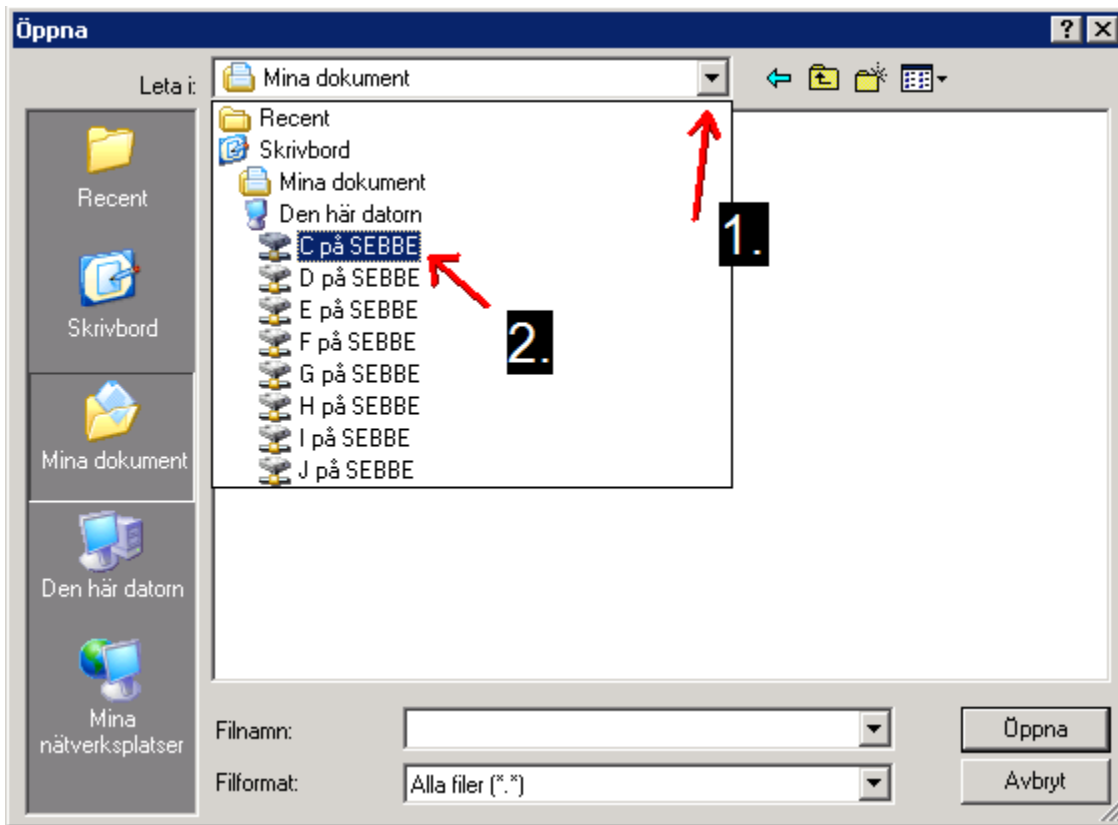 Öppna
Leta i:
Mina dokument
Recent
Skrivbord
Mina dokument
Den här datorn
C på SEBBE
D på SEBBE
E på SEBBE
F på SEBBE
G på SEBBE
H på SEBBE
I på SEBBE
J på SEBBE
1.
2.
Recent
Skrivbord
Mina dokument
Den här datorn
Mina
nätverksplatser
Filnamn:
Öppna
Filformat:
Alla filer (*.*)
Avbryt